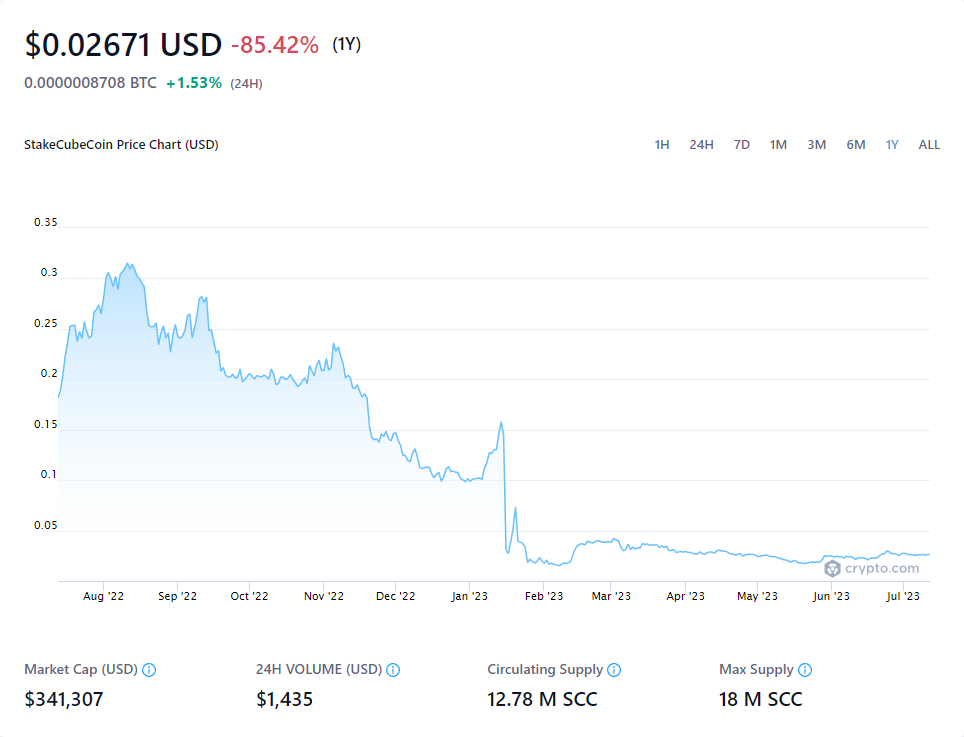 $0.02671 USD -85.42% (1Y)
0.0000008708 BTC +1.53% (24H)
StakeCubeCoin Price Chart (USD) 1H 24H 7D 1M 3M 6M 1Y ALL
0.35
0.3
0.25
0.2
0.15
0.1
0.05
crypto.com
Aug '22 Sep '22 Oct '22 Nov '22 Dec '22 Jan '23 Feb '23 Mar '23 Apr '23 May '23 Jun '23 Jul '23
Market Cap (USD) 24H VOLUME (USD) Circulating Supply Max Supply
$341,307 $1,435 12.78 M SCC 18 M SCC